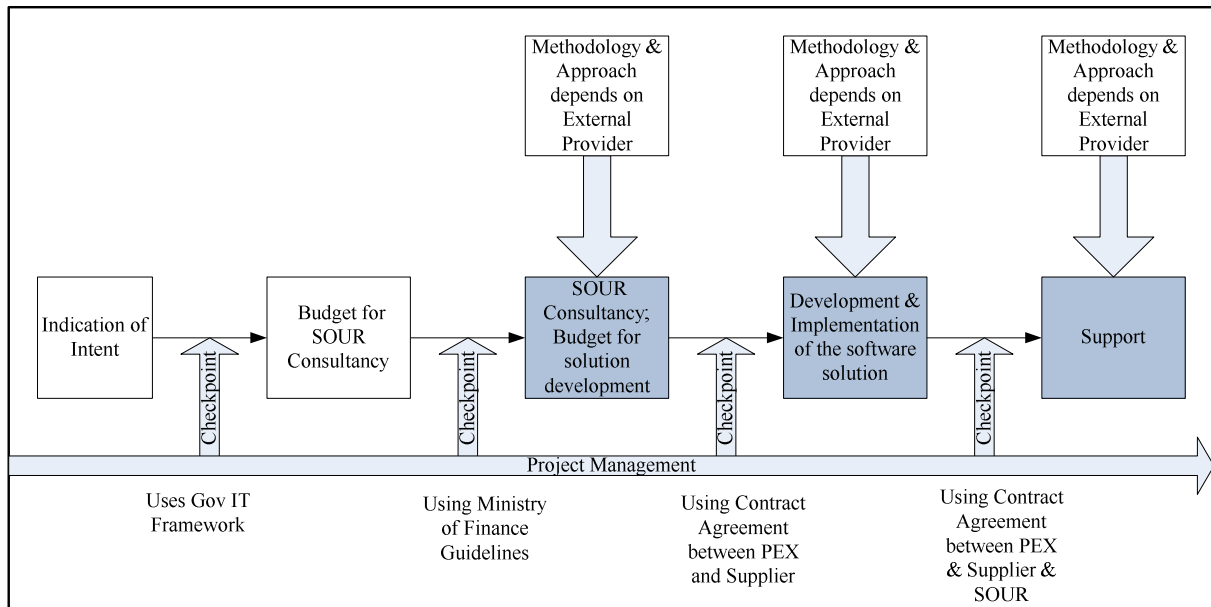 Methodology &
Approach
depends on
External
Provider
Methodology &
Approach
depends on
External
Provider
Methodology &
Approach
depends on
External
Provider
Indication of
Intent
Budget for
SOUR
Consultancy
SOUR
Consultancy;
Budget for
solution
development
Development &
Implementation
of the software
solution
Support
Checkpoint
Checkpoint
Checkpoint
Checkpoint
Project Management
Uses Gov IT
Framework
Using Ministry
of Finance
Guidelines
Using Contract
Agreement
between PEX
and Supplier
Using Contract
Agreement
between PEX
& Supplier &
SOUR